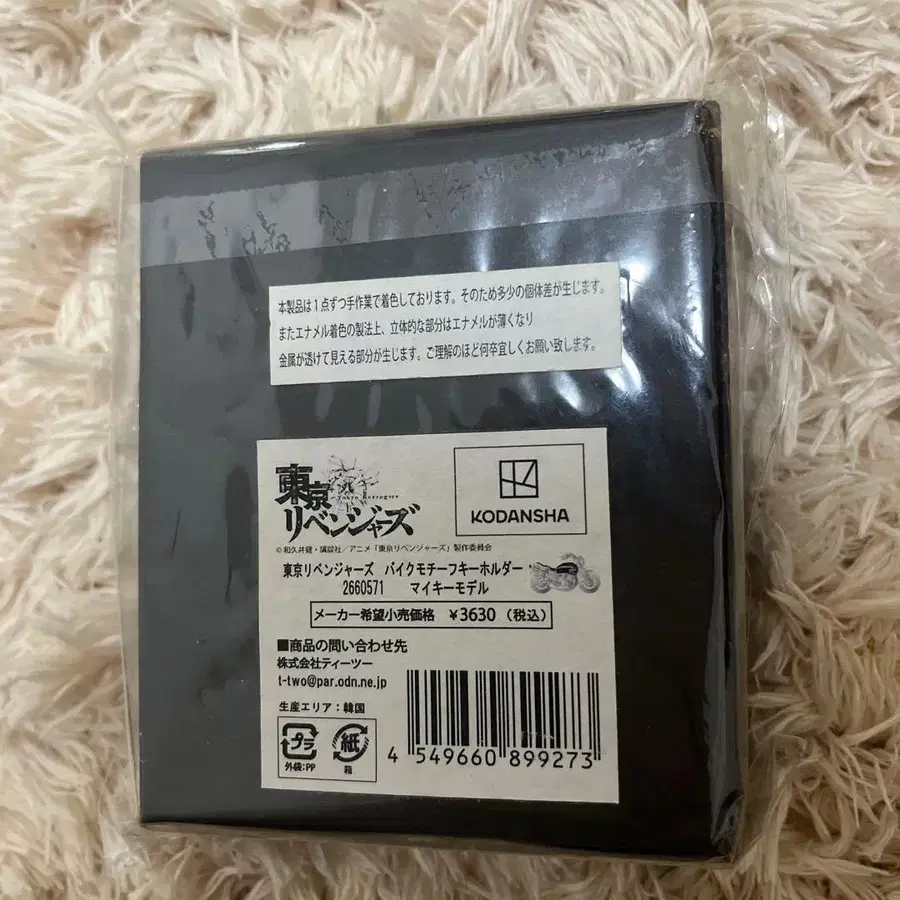 本製品は1点ずつ手作業で着色しております。そのため多少の個体差が生じます。
またエナメル着色の製法上、立体的な部分はエナメルが薄くなり
金属が透けて見える部分が生じます。ご理解のほど何卒宜しくお願い致します。
東京
Tokyo Revengers
リベンジャーズ
KODANSHA
©和久井健・講談社／アニメ「東京リベンジャーズ」製作委員会
東京リベンジャーズ バイクモチーフキーホルダー
2660571 マイキーモデル
メーカー希望小売価格 ¥3630（税込）
■商品の問い合わせ先
株式会社ティーツー
t-two@par.odn.ne.jp
生産エリア：韓国
プラ
外袋:PP
紙
箱
4 549660 899273